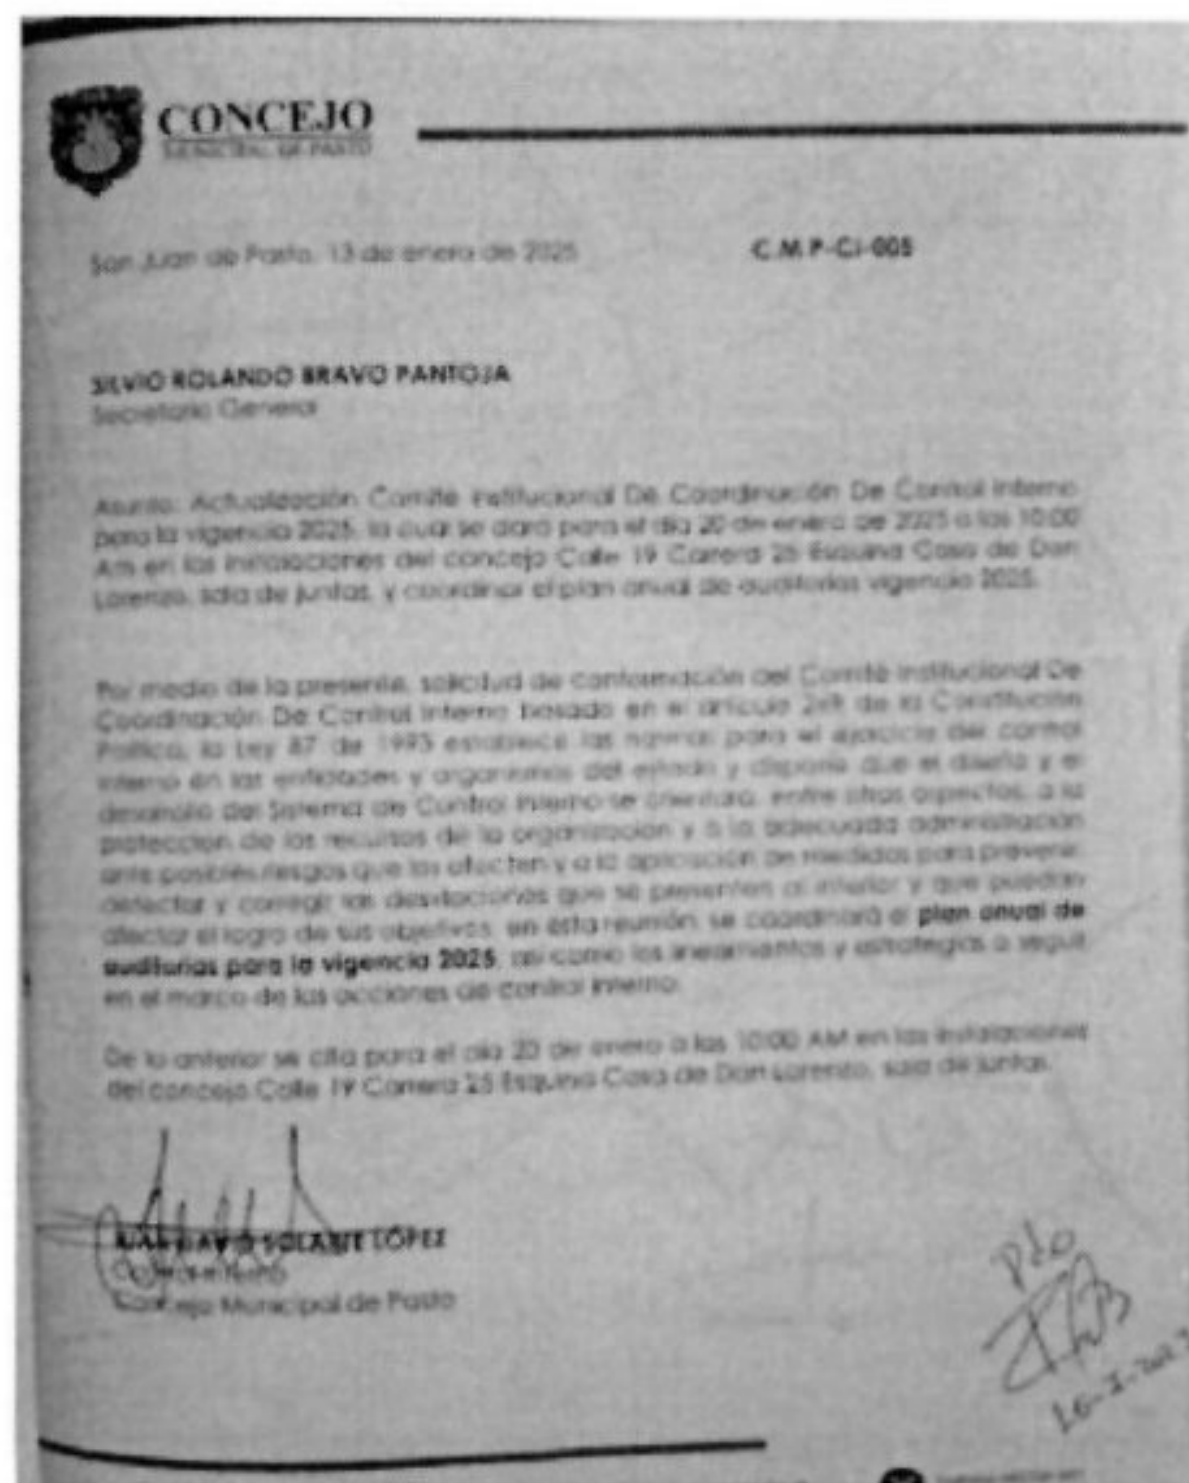 CONCEJO
MUNICIPAL DE PASTO
San Juan de Pasto, 13 de enero de 2025 C.M.P-CI-005
SILVIO ROLANDO BRAVO PANTOJA
Secretario General
Asunto: Actualización Comité Institucional De Coordinación De Control Interno
para la vigencia 2025, la cual se dará para el día 20 de enero de 2025 a las 10:00
Am en las instalaciones del concejo Calle 19 Carrera 25 Esquina Casa de Don
Lorenzo, sala de juntas, y coordinar el plan anual de auditorías vigencia 2025.
Por medio de la presente, solicitud de conformación del Comité Institucional De
Coordinación De Control Interno basado en el artículo 269 de la Constitución
Política, la Ley 87 de 1993 establece las normas para el ejercicio del control
interno en las entidades y organismos del estado y dispone que el diseño y el
desarrollo del Sistema de Control Interno se orientará, entre otros aspectos, a la
protección de los recursos de la organización y a la adecuada administración
ante posibles riesgos que los afecten y a la aplicación de medidas para prevenir,
detectar y corregir las desviaciones que se presenten al interior y que puedan
afectar el logro de sus objetivos, en esta reunión, se coordinará el plan anual de
auditorías para la vigencia 2025, así como los lineamientos y estrategias a seguir
en el marco de las acciones de control interno.
De lo anterior se cita para el día 20 de enero a las 10:00 AM en las instalaciones
del concejo Calle 19 Carrera 25 Esquina Casa de Don Lorenzo, sala de juntas.
JUAN DAVID SOLARTE LÓPEZ
Control Interno
Concejo Municipal de Pasto